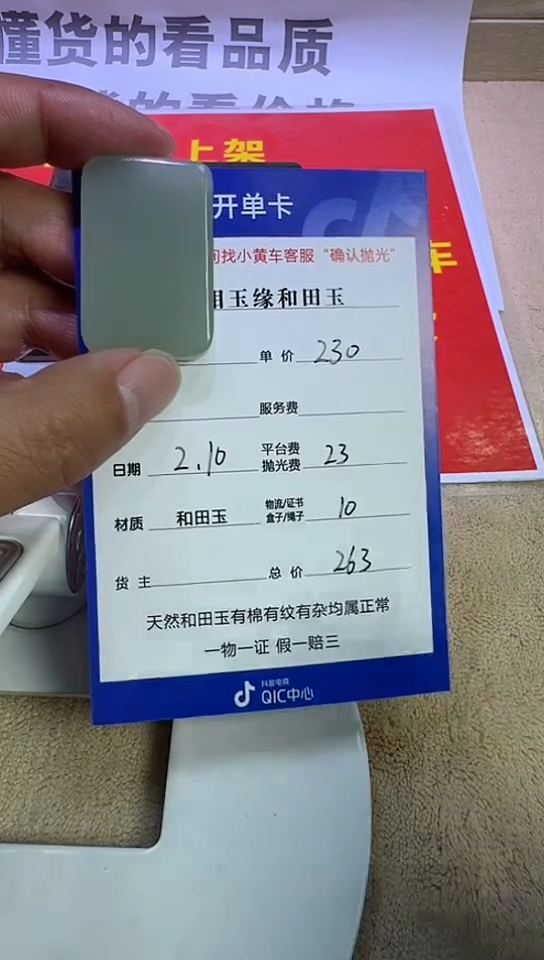 懂货的看品质
上架
开单卡
找小黄车客服“确认抛光”
玉缘和田玉
单价 230
服务费
日期 2.10 平台费 抛光费 23
材质 和田玉 物流/证书 盒子/绳子 10
货主 总价 263
天然和田玉有棉有纹有杂均属正常
一物一证 假一赔三
抖音电商
QIC中心
车